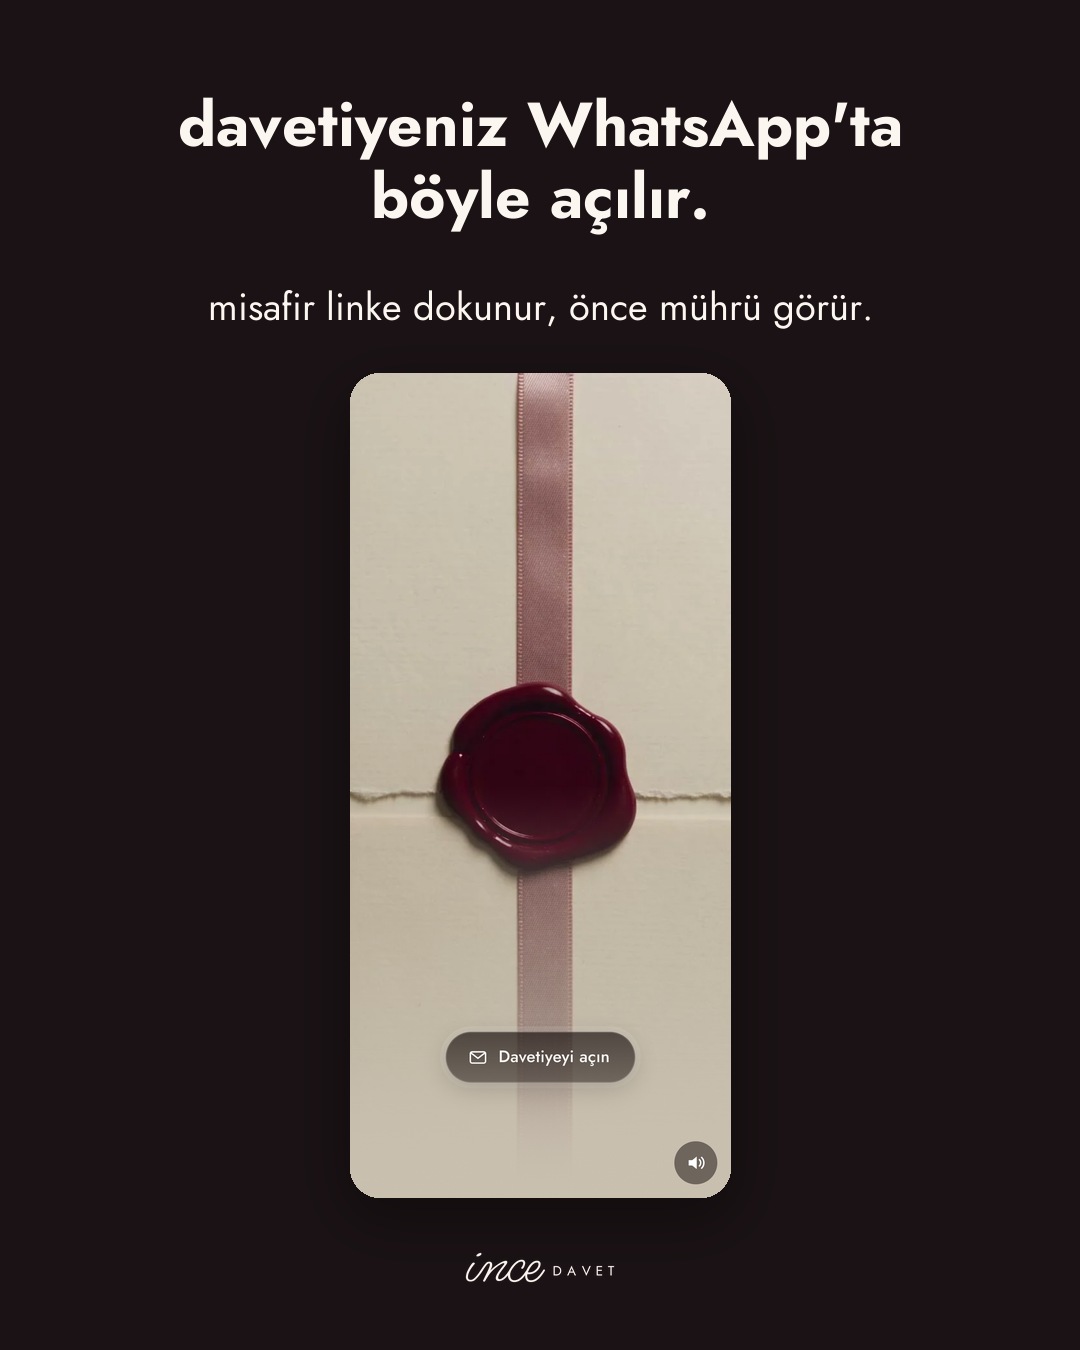 davetiyeniz WhatsApp'ta
böyle açılır.
misafir linke dokunur, önce mührü görür.
Davetiyeyi açın
ince DAVET